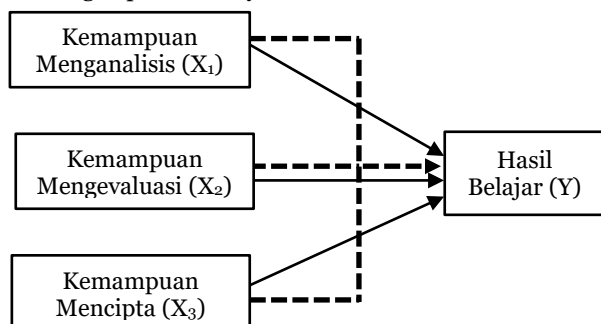 Kemampuan
Menganalisis (X₁)
Kemampuan
Mengevaluasi (X₂)
Hasil
Belajar (Y)
Kemampuan
Mencipta (X₃)